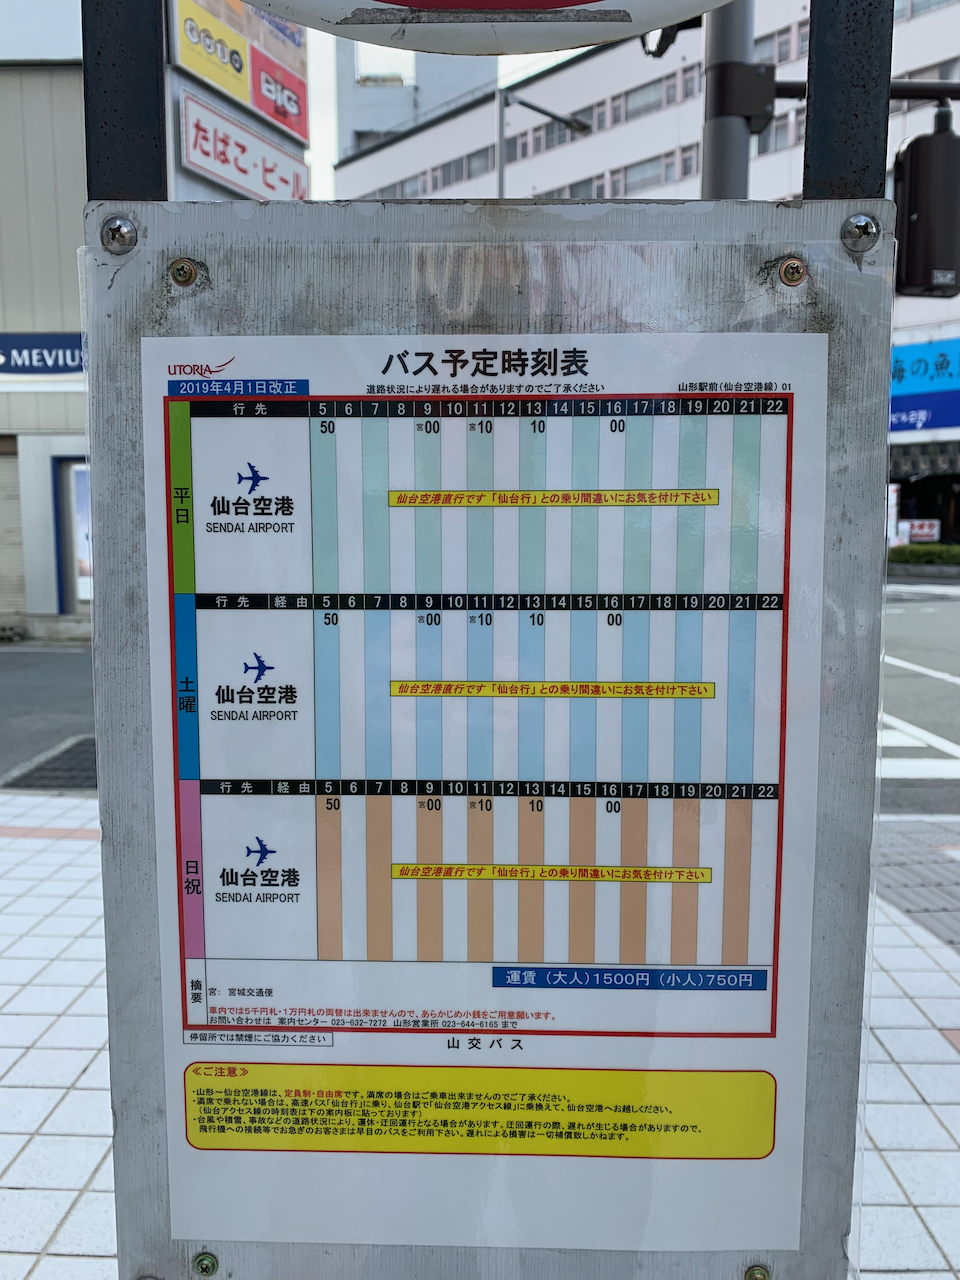 BIG
たばこ・ビール
MEVIUS
海の魚
UTORIA
バス予定時刻表
2019年4月1日改正
道路状況により遅れる場合がありますのでご了承ください
山形駅前(仙台空港線) 01
行先 5 6 7 8 9 10 11 12 13 14 15 16 17 18 19 20 21 22
50 宮00 宮10 10 00
平日
仙台空港
SENDAI AIRPORT
仙台空港直行です「仙台行」との乗り間違いにお気を付け下さい
行先 経由 5 6 7 8 9 10 11 12 13 14 15 16 17 18 19 20 21 22
50 宮00 宮10 10 00
土曜
仙台空港
SENDAI AIRPORT
仙台空港直行です「仙台行」との乗り間違いにお気を付け下さい
行先 経由 5 6 7 8 9 10 11 12 13 14 15 16 17 18 19 20 21 22
50 宮00 宮10 10 00
日祝
仙台空港
SENDAI AIRPORT
仙台空港直行です「仙台行」との乗り間違いにお気を付け下さい
運賃 (大人)1500円 (小人)750円
摘要
宮: 宮城交通便
車内では5千円札・1万円札の両替は出来ませんので、あらかじめ小銭をご用意願います。
お問い合わせは 案内センター 023-632-7272 山形営業所 023-644-6165 まで
停留所では禁煙にご協力ください
山交バス
≪ご注意≫
・山形~仙台空港線は、定員制・自由席です。満席の場合はご乗車出来ませんのでご了承ください。
・満席で乗れない場合は、高速バス「仙台行」に乗り、仙台駅で「仙台空港アクセス線」に乗換えて、仙台空港へお越しください。
(仙台アクセス線の時刻表は下の案内板に貼っております)
・台風や積雪、事故などの道路状況により、運休・迂回運行となる場合があります。迂回運行の際、遅れが生じる場合がありますので、
飛行機への接続等でお急ぎのお客さまは早目のバスをご利用下さい。遅れによる損害は一切補償致しかねます。